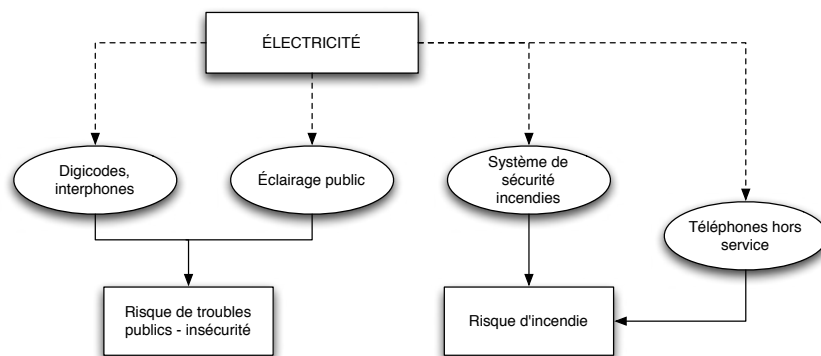 ÉLECTRICITÉ
Digicodes,
interphones
Éclairage public
Système de
sécurité
incendies
Téléphones hors
service
Risque de troubles
publics - insécurité
Risque d'incendie